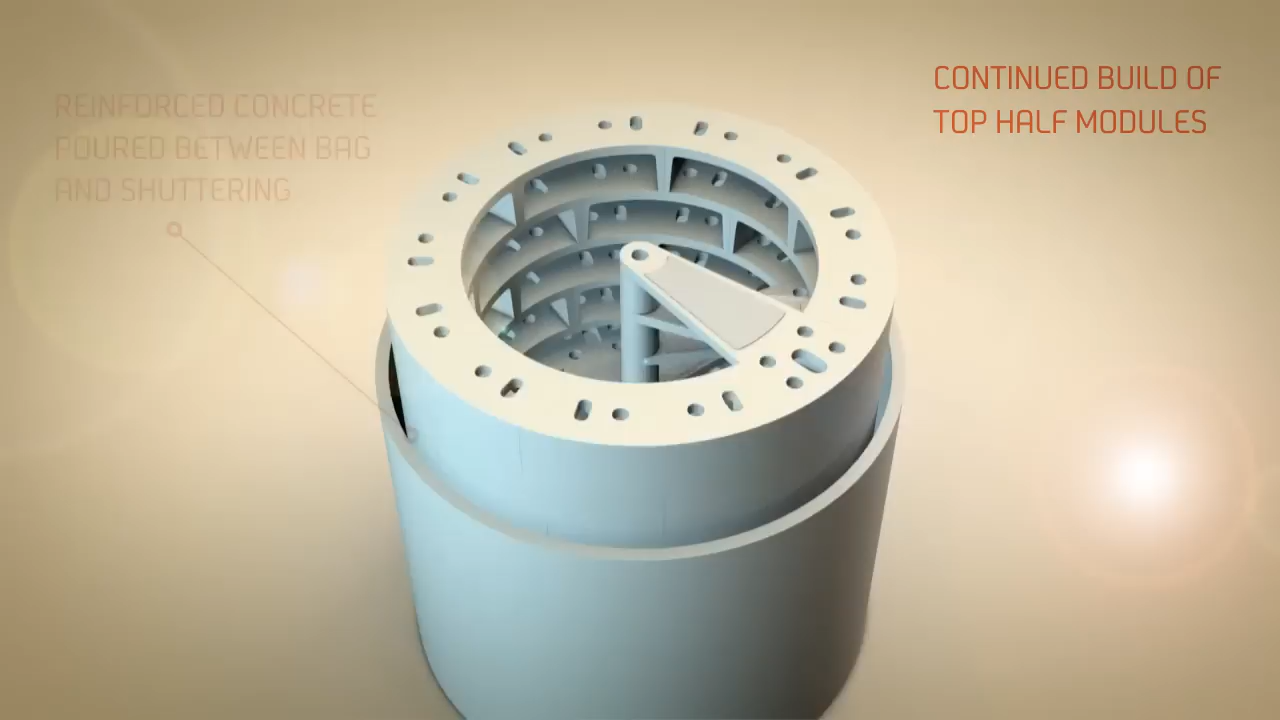 REINFORCED CONCRETE
POURED BETWEEN BAG
AND SHUTTERING
CONTINUED BUILD OF
TOP HALF MODULES